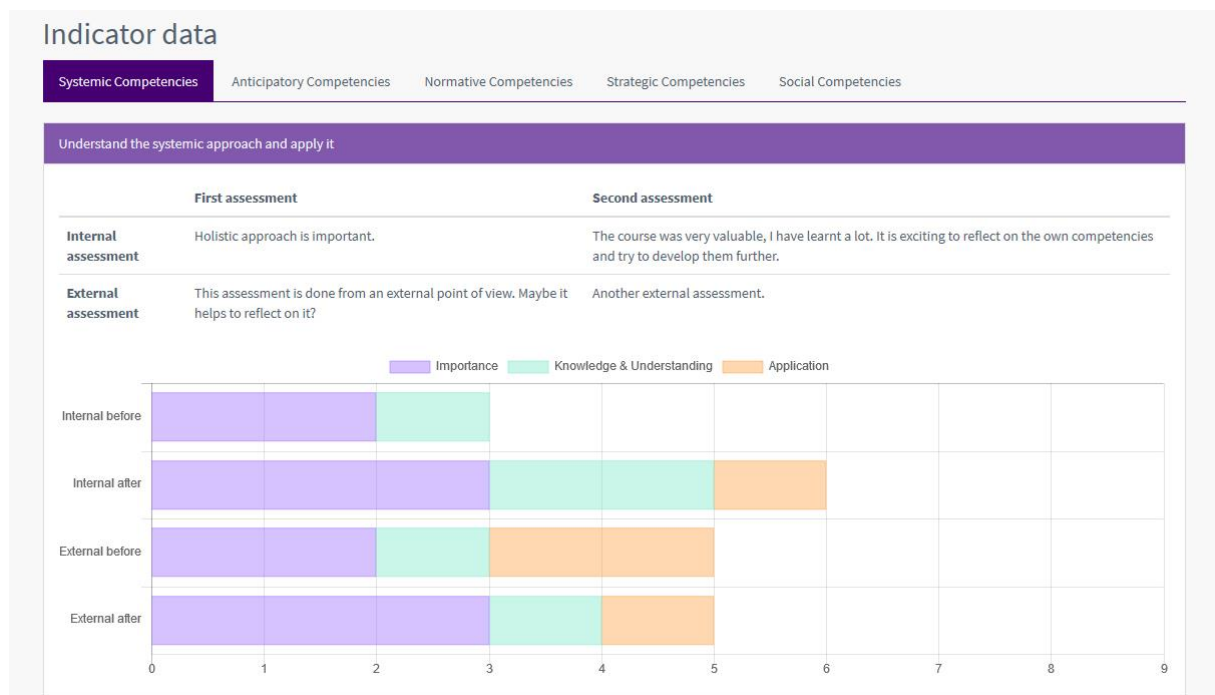 Indicator data
Systemic Competencies Anticipatory Competencies Normative Competencies Strategic Competencies Social Competencies
Understand the systemic approach and apply it
First assessment Second assessment
Internal assessment
Holistic approach is important.
The course was very valuable, I have learnt a lot. It is exciting to reflect on the own competencies
and try to develop them further.
External assessment
This assessment is done from an external point of view. Maybe it
helps to reflect on it?
Another external assessment.
Importance Knowledge & Understanding Application
Internal before
Internal after
External before
External after
0 1 2 3 4 5 6 7 8 9